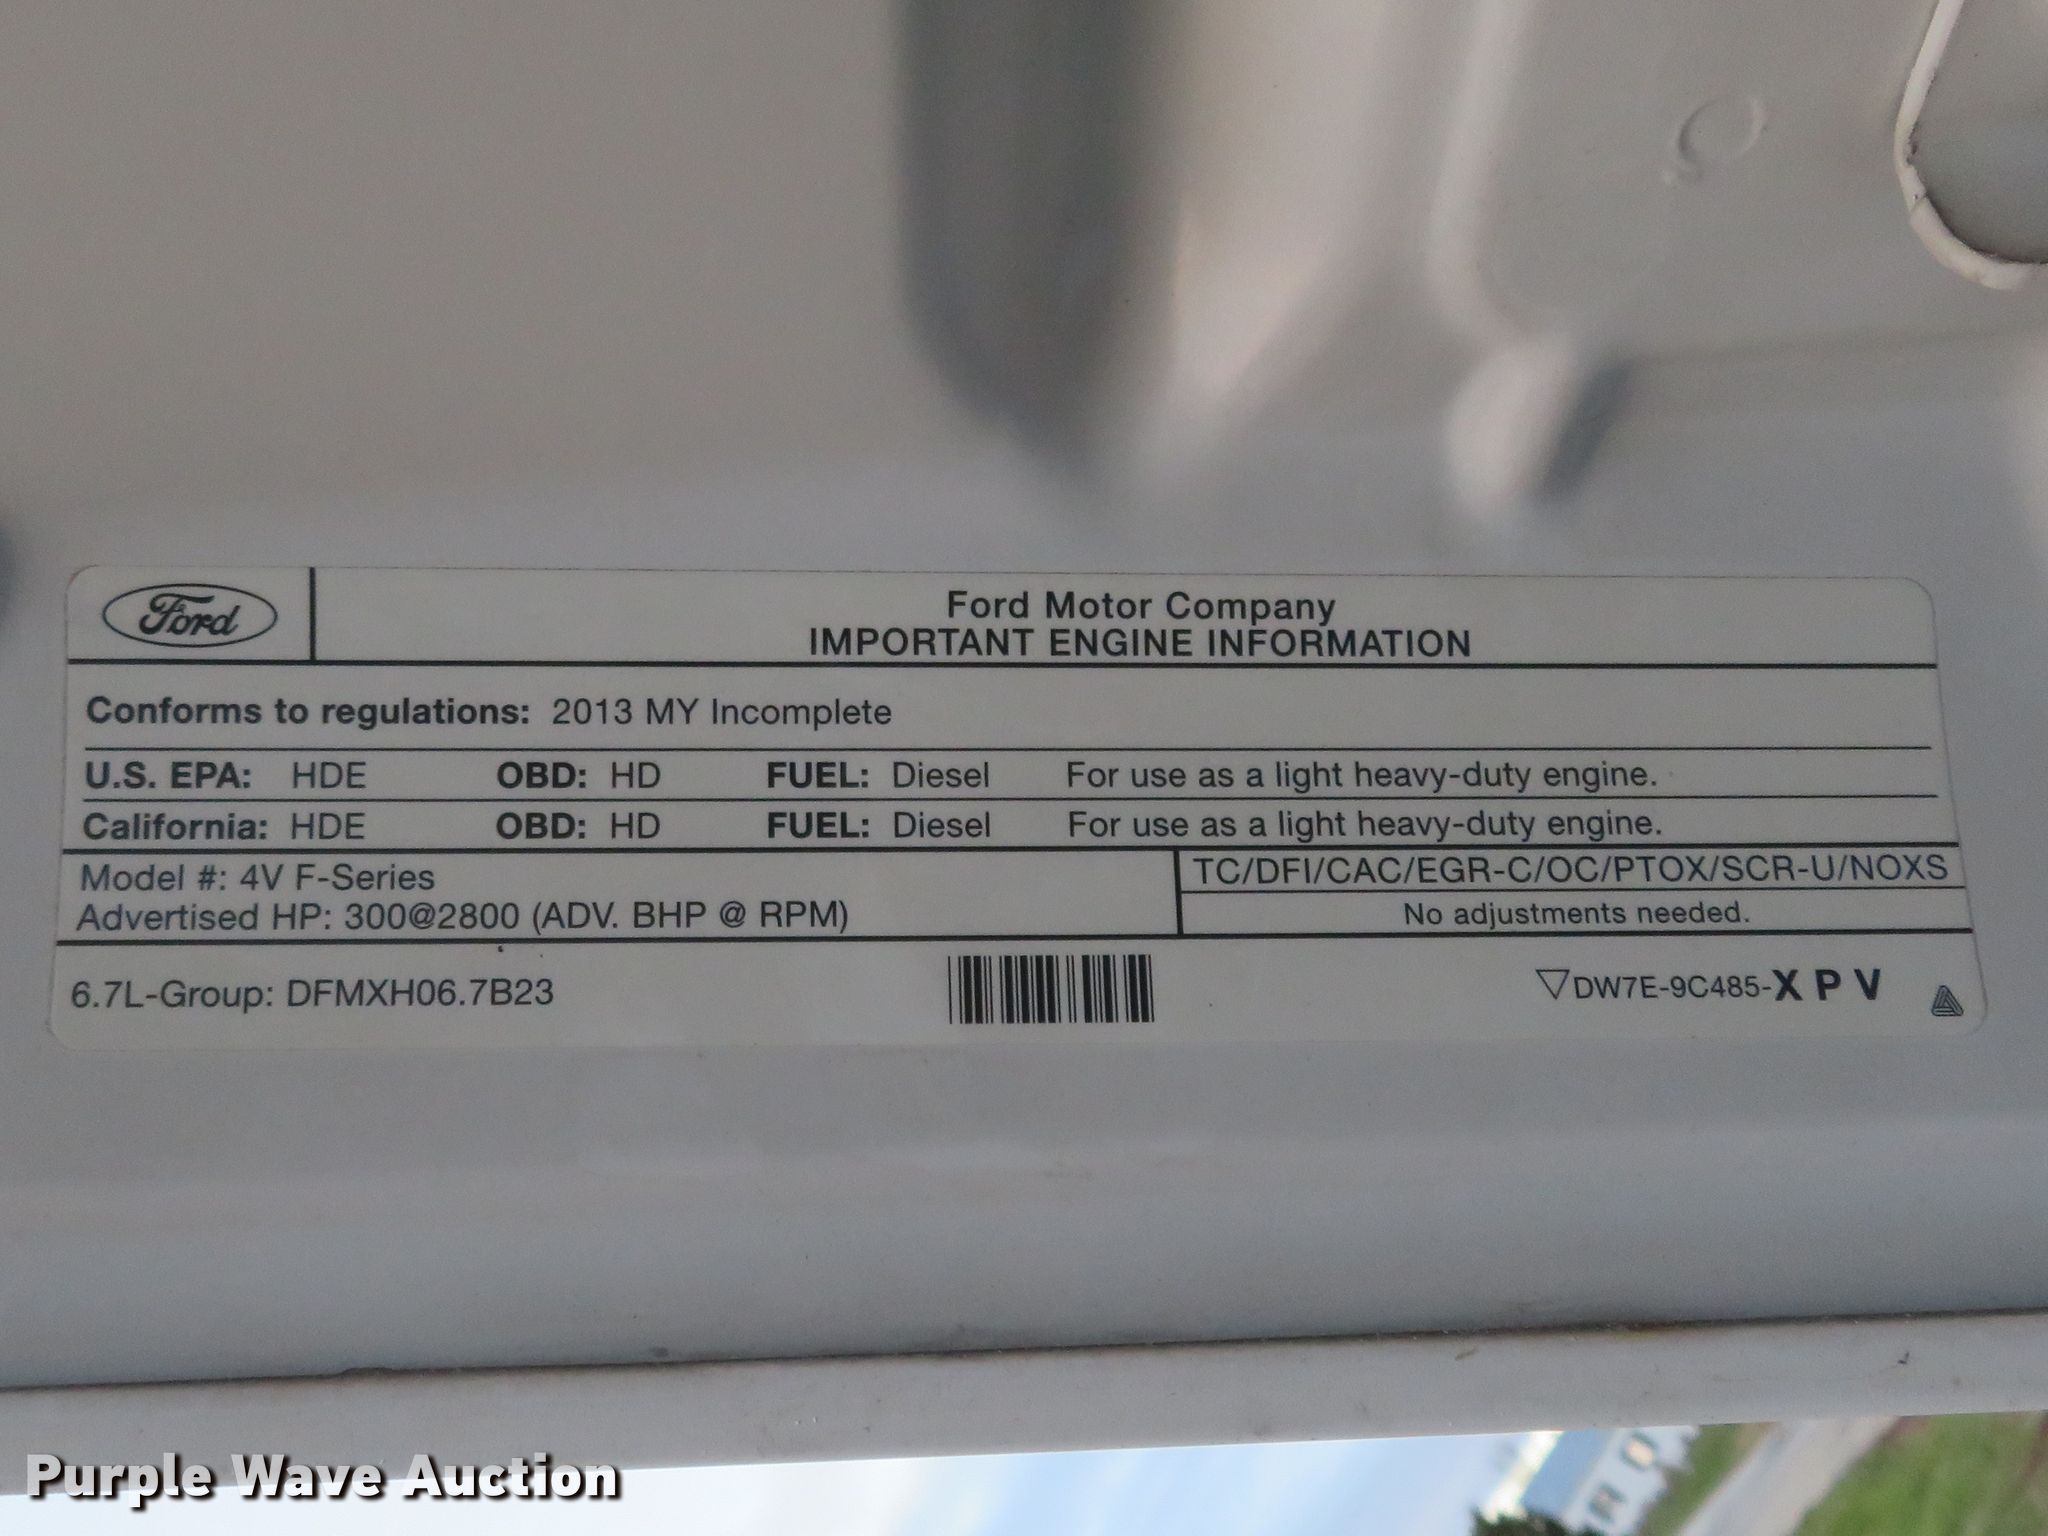 Ford
Ford Motor Company
IMPORTANT ENGINE INFORMATION
Conforms to regulations: 2013 MY Incomplete
U.S. EPA: HDE OBD: HD FUEL: Diesel For use as a light heavy-duty engine.
California: HDE OBD: HD FUEL: Diesel For use as a light heavy-duty engine.
Model #: 4V F-Series
Advertised HP: 300@2800 (ADV. BHP @ RPM)
TC/DFI/CAC/EGR-C/OC/PTOX/SCR-U/NOXS
No adjustments needed.
6.7L-Group: DFMXH06.7B23
▽DW7E-9C485-X P V
Purple Wave Auction